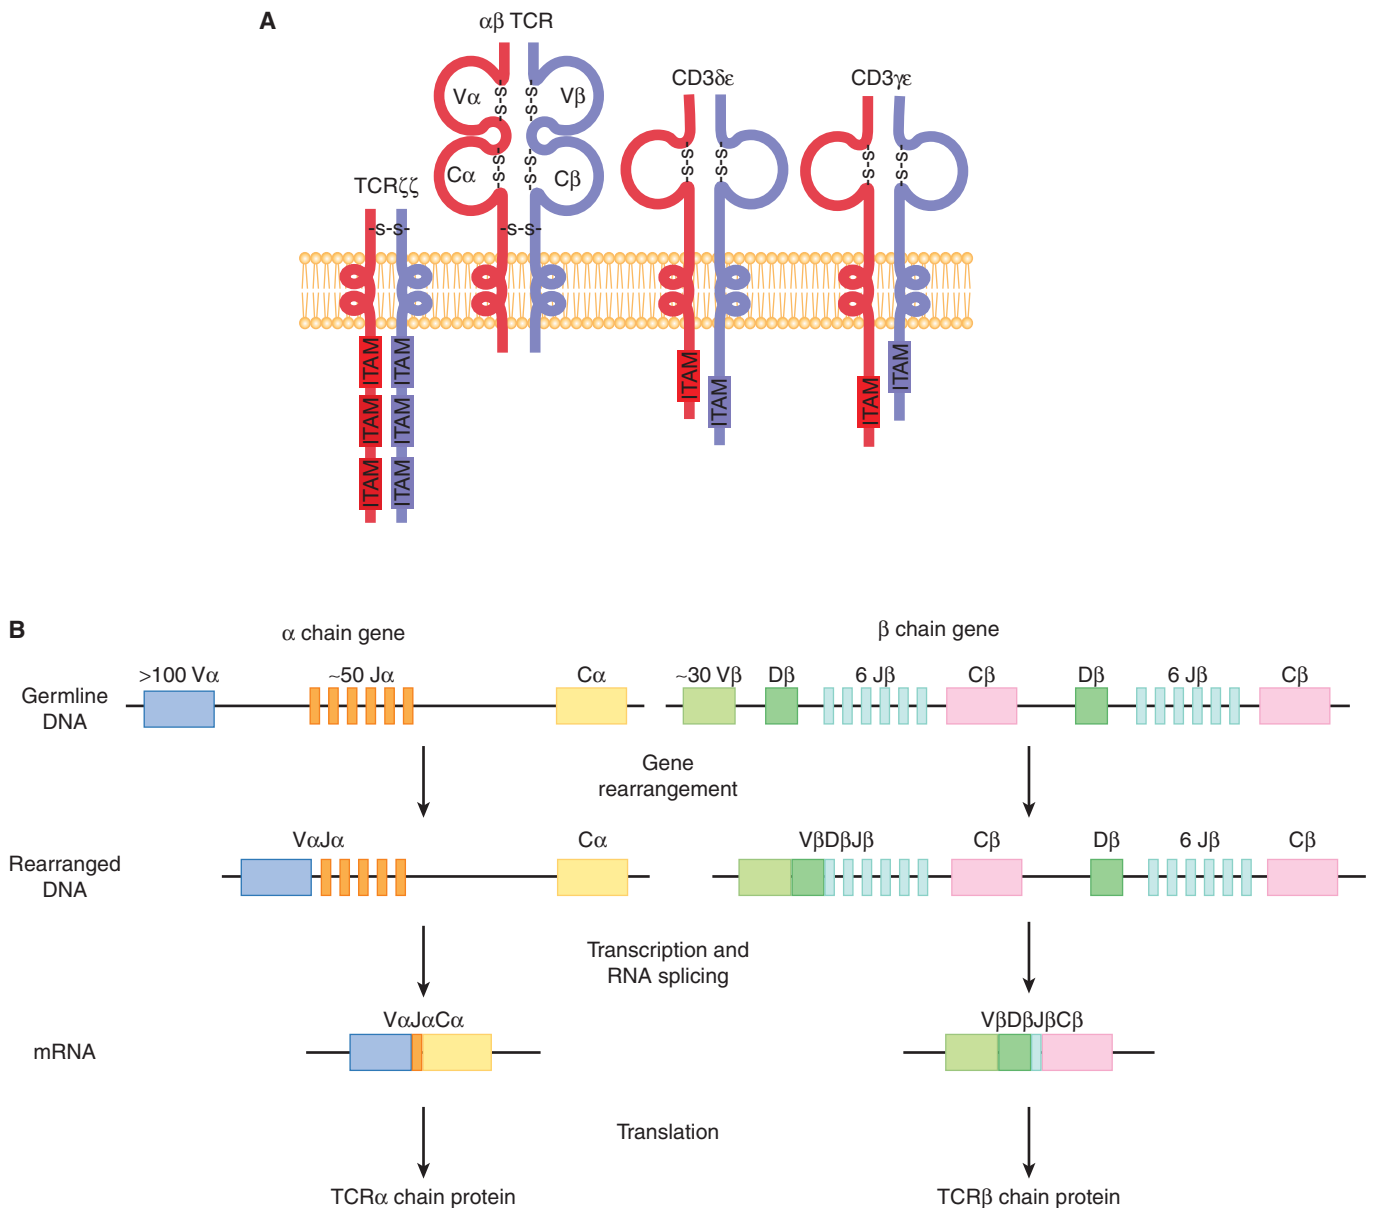 A
αβ TCR
CD3δε
CD3γε
Vα
-s-s-
-s-s-
Vβ
Cα
-s-s-
-s-s-
Cβ
-s-s-
-s-s-
-s-s-
-s-s-
TCRζζ
-s-s-
-s-s-
ITAM
ITAM
ITAM
ITAM
ITAM
ITAM
ITAM
ITAM
ITAM
ITAM
B
α chain gene
β chain gene
>100 Vα
~50 Jα
Cα
~30 Vβ
Dβ
6 Jβ
Cβ
Dβ
6 Jβ
Cβ
Germline
DNA
Gene
rearrangement
VαJα
Cα
VβDβJβ
Cβ
Dβ
6 Jβ
Cβ
Rearranged
DNA
Transcription and
RNA splicing
VαJαCα
VβDβJβCβ
mRNA
Translation
TCRα chain protein
TCRβ chain protein